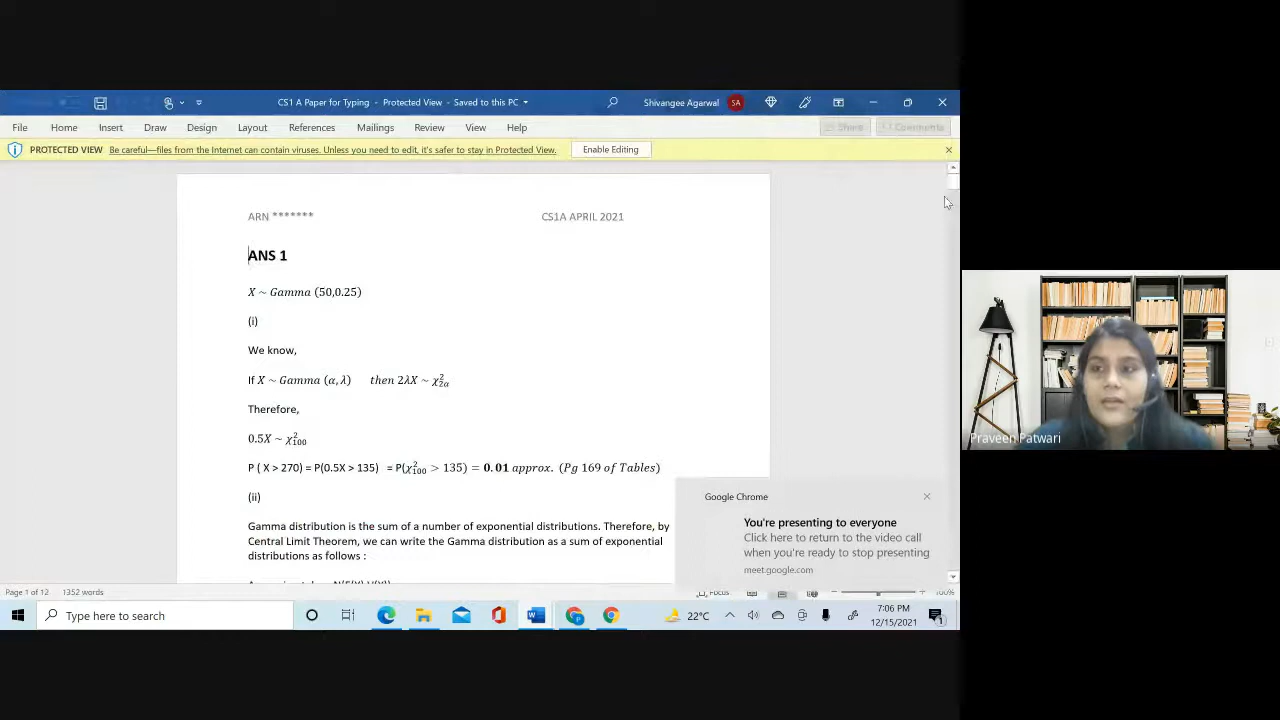 CS1 A Paper for Typing - Protected View - Saved to this PC
Shivangee Agarwal SA
File Home Insert Draw Design Layout References Mailings Review View Help Share Comments
PROTECTED VIEW Be careful—files from the Internet can contain viruses. Unless you need to edit, it's safer to stay in Protected View. Enable Editing
ARN ******* CS1A APRIL 2021
ANS 1
X ~ Gamma (50,0.25)
(i)
We know,
If X ~ Gamma (α, λ) then 2λX ~ χ²₂α
Therefore,
0.5X ~ χ²₁₀₀
P ( X > 270) = P(0.5X > 135) = P(χ²₁₀₀ > 135) = 0.01 approx. (Pg 169 of Tables)
(ii)
Gamma distribution is the sum of a number of exponential distributions. Therefore, by
Central Limit Theorem, we can write the Gamma distribution as a sum of exponential
distributions as follows :
Google Chrome
You're presenting to everyone
Click here to return to the video call
when you're ready to stop presenting
meet.google.com
Praveen Patwari
Page 1 of 12 1352 words Focus 100%
Type here to search
22°C
7:06 PM
12/15/2021
1